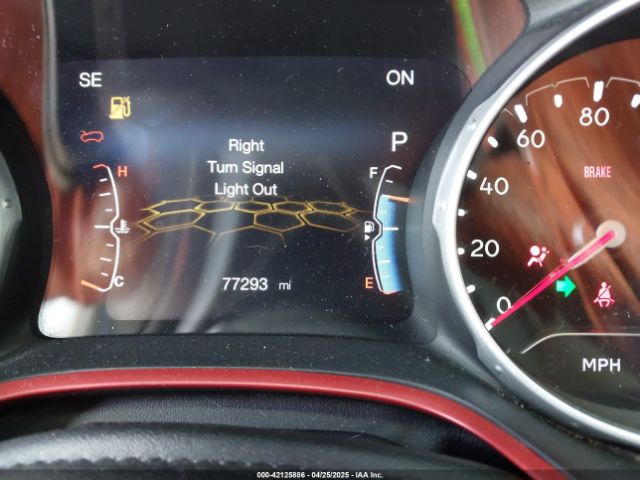 SE
ON
Right
Turn Signal
Light Out
P
H
C
F
E
77293 mi
0
20
40
60
80
BRAKE
MPH
000-42125886 - 04/25/2025 - IAA Inc.